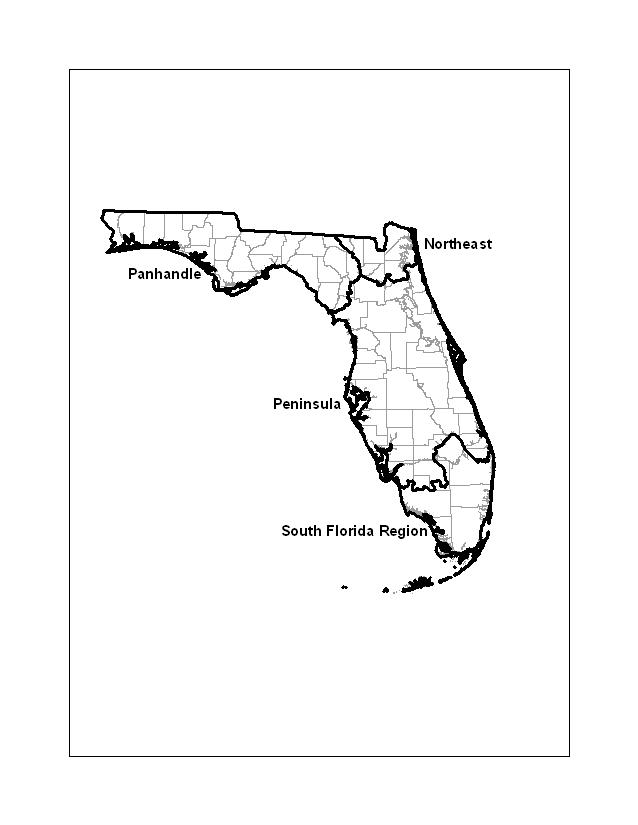 Northeast
Panhandle
Peninsula
South Florida Region